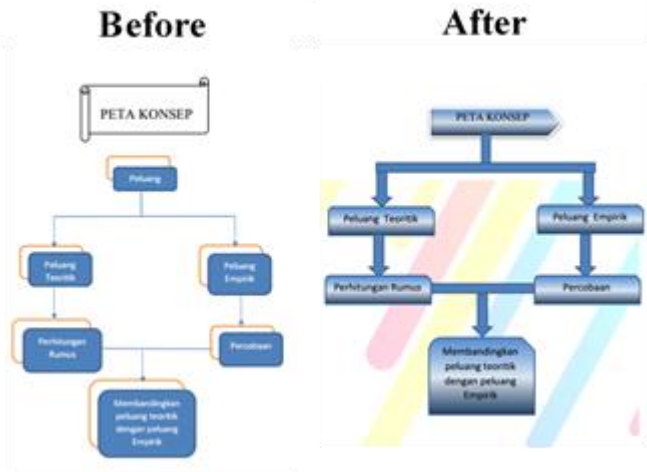 Before
After
PETA KONSEP
Peluang
Peluang
Teoritik
Peluang
Empirik
Perhitungan
Rumus
Percobaan
Membandingkan
peluang teoritik
dengan peluang
Empirik
PETA KONSEP
Peluang Teoritik
Peluang Empirik
Perhitungan Rumus
Percobaan
Membandingkan
peluang teoritik
dengan peluang
Empirik